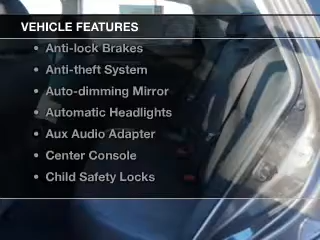 VEHICLE FEATURES
• Anti-lock Brakes
• Anti-theft System
• Auto-dimming Mirror
• Automatic Headlights
• Aux Audio Adapter
• Center Console
• Child Safety Locks